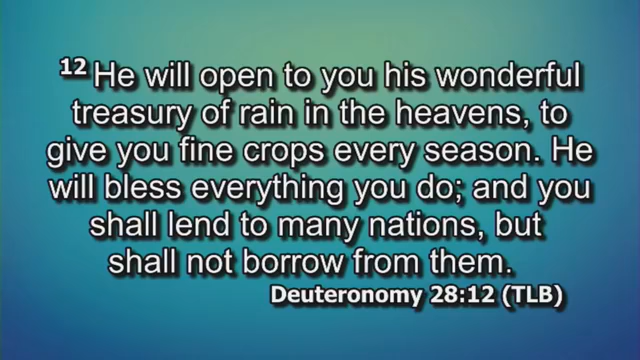 12 He will open to you his wonderful
treasury of rain in the heavens, to
give you fine crops every season. He
will bless everything you do; and you
shall lend to many nations, but
shall not borrow from them.
Deuteronomy 28:12 (TLB)